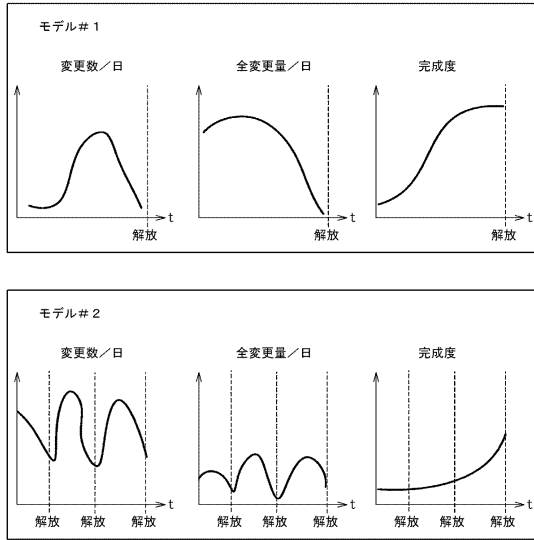 モデル＃１
変更数／日 全変更量／日 完成度
t t t
解放 解放 解放
モデル＃２
変更数／日 全変更量／日 完成度
t t t
解放 解放 解放 解放 解放 解放 解放 解放 解放